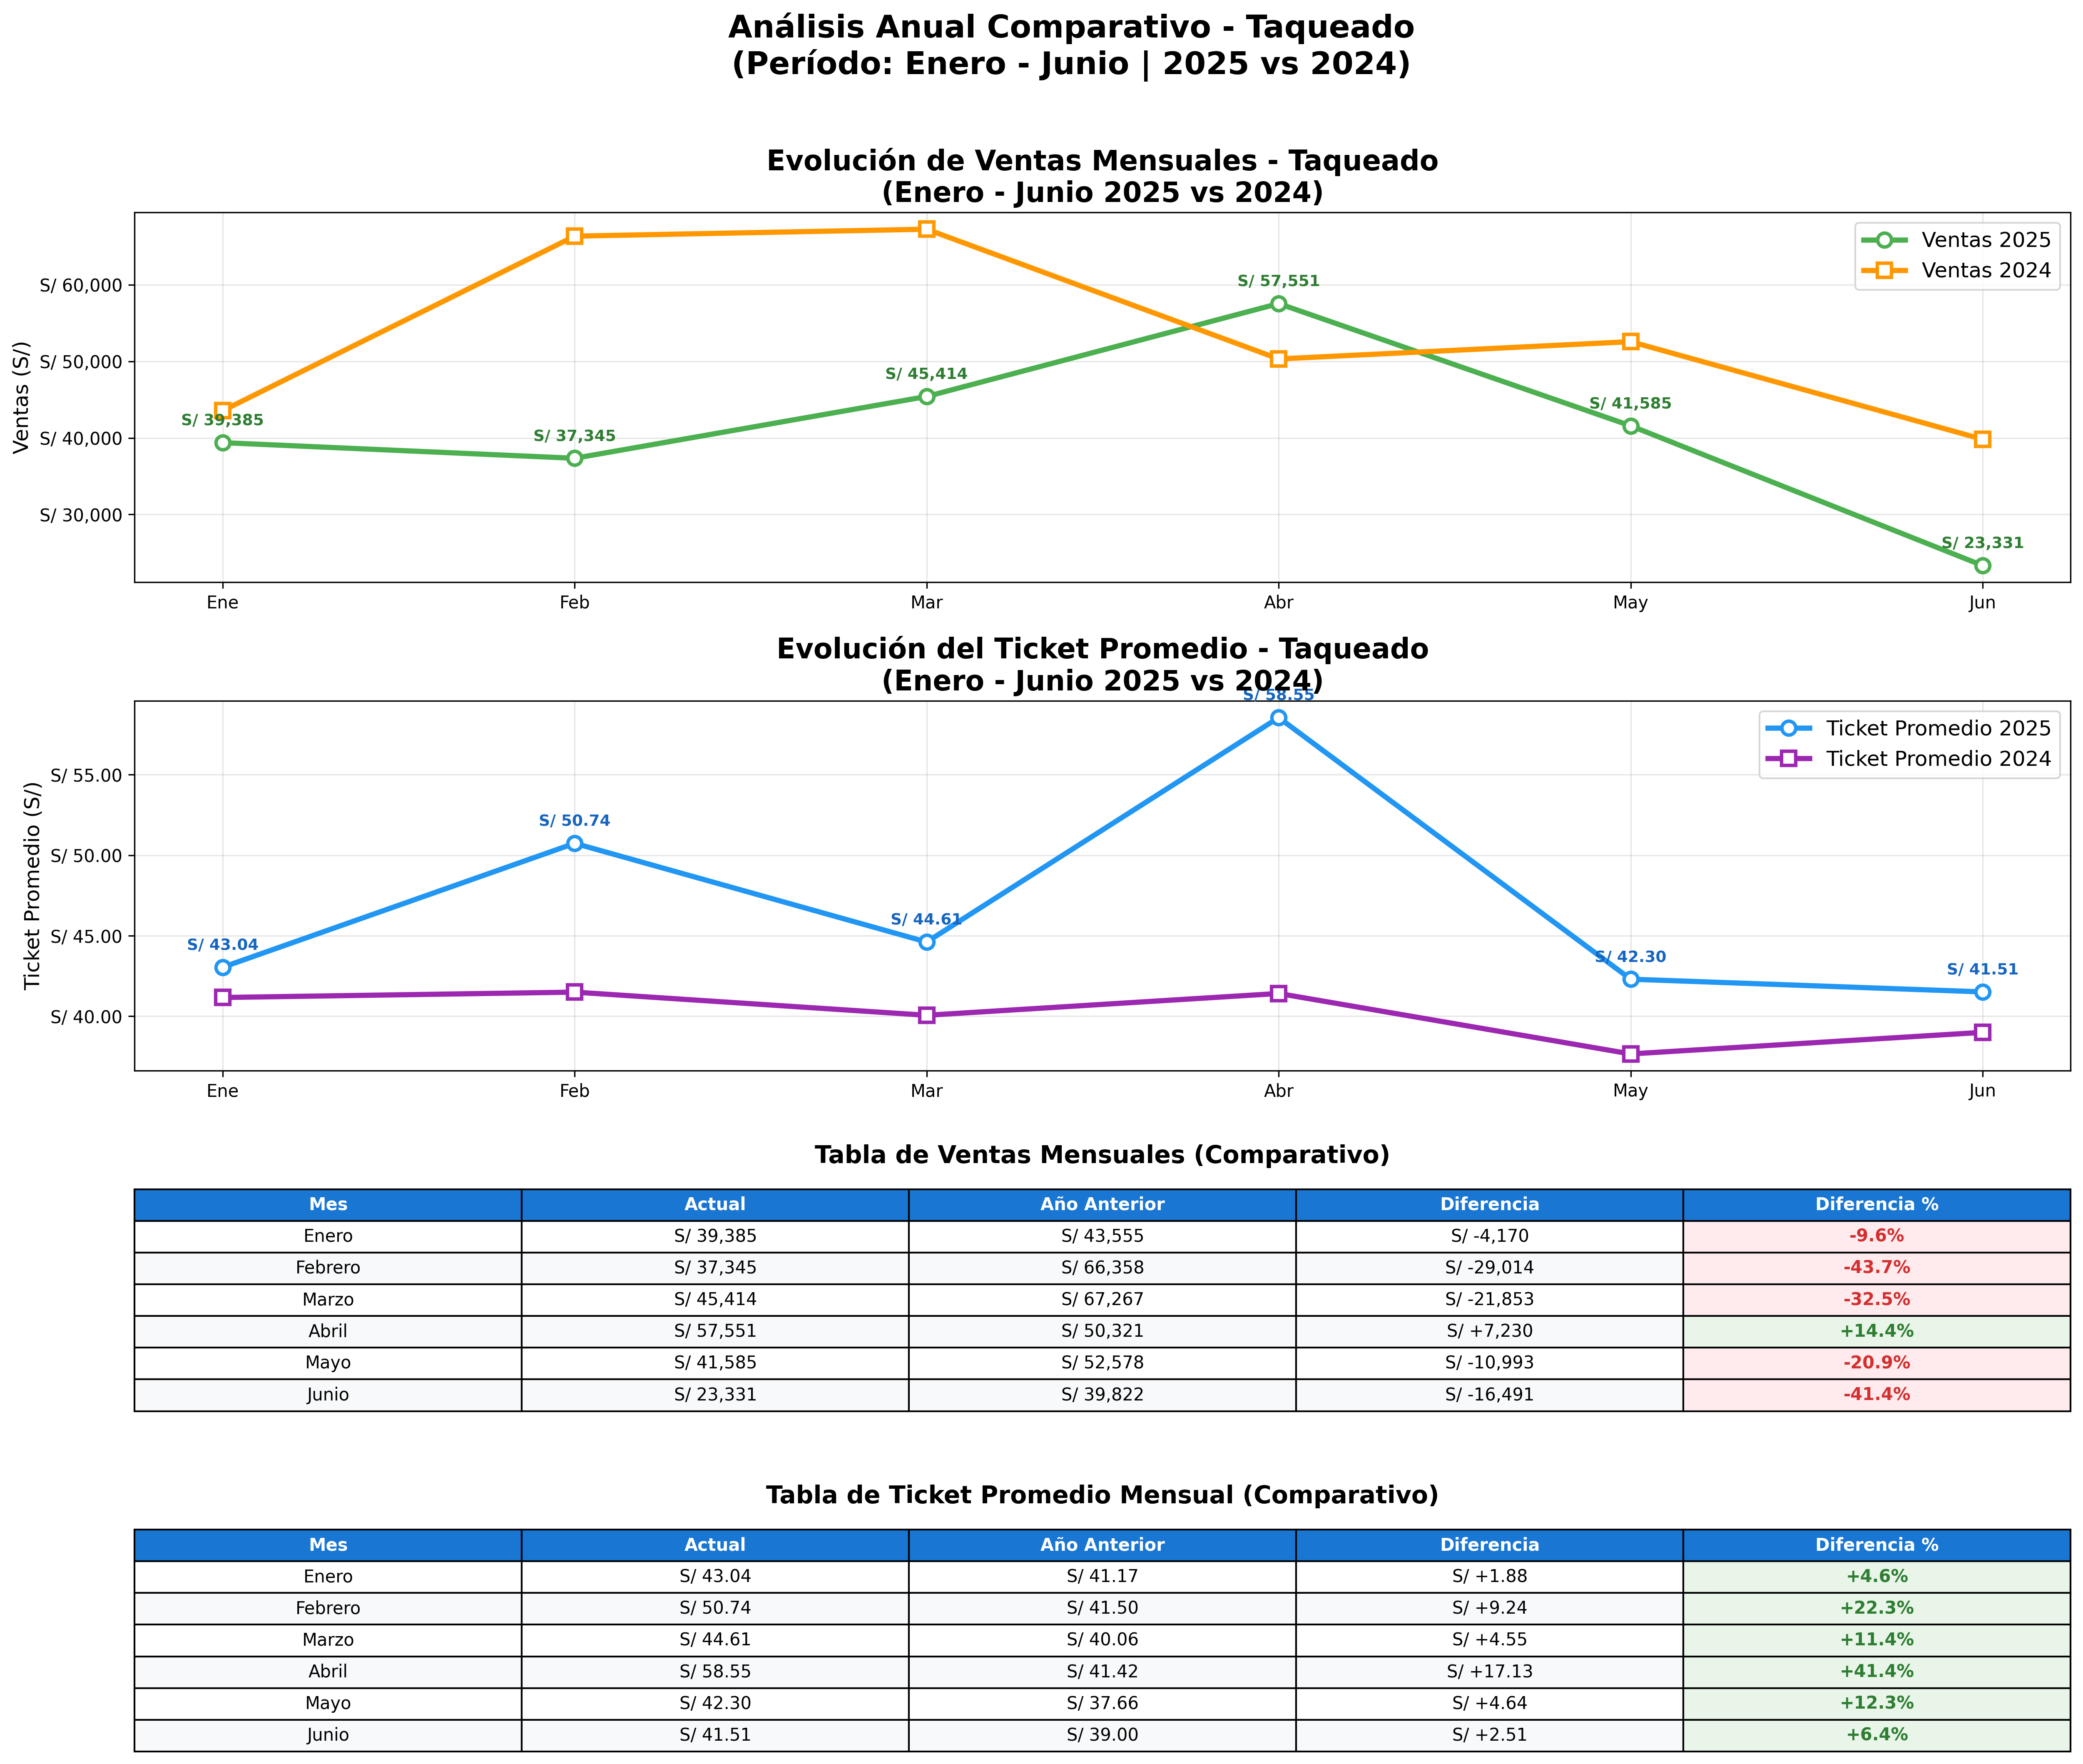 Análisis Anual Comparativo - Taqueado
(Período: Enero - Junio | 2025 vs 2024)
Evolución de Ventas Mensuales - Taqueado
(Enero - Junio 2025 vs 2024)
Ventas (S/)
S/ 60,000
S/ 50,000
S/ 40,000
S/ 30,000
S/ 39,385
S/ 37,345
S/ 45,414
S/ 57,551
S/ 41,585
S/ 23,331
Ventas 2025
Ventas 2024
Ene Feb Mar Abr May Jun
Evolución del Ticket Promedio - Taqueado
(Enero - Junio 2025 vs 2024)
Ticket Promedio (S/)
S/ 55.00
S/ 50.00
S/ 45.00
S/ 40.00
S/ 43.04
S/ 50.74
S/ 44.61
S/ 58.55
S/ 42.30
S/ 41.51
Ticket Promedio 2025
Ticket Promedio 2024
Ene Feb Mar Abr May Jun
Tabla de Ventas Mensuales (Comparativo)
Mes Actual Año Anterior Diferencia Diferencia %
Enero S/ 39,385 S/ 43,555 S/ -4,170 -9.6%
Febrero S/ 37,345 S/ 66,358 S/ -29,014 -43.7%
Marzo S/ 45,414 S/ 67,267 S/ -21,853 -32.5%
Abril S/ 57,551 S/ 50,321 S/ +7,230 +14.4%
Mayo S/ 41,585 S/ 52,578 S/ -10,993 -20.9%
Junio S/ 23,331 S/ 39,822 S/ -16,491 -41.4%
Tabla de Ticket Promedio Mensual (Comparativo)
Mes Actual Año Anterior Diferencia Diferencia %
Enero S/ 43.04 S/ 41.17 S/ +1.88 +4.6%
Febrero S/ 50.74 S/ 41.50 S/ +9.24 +22.3%
Marzo S/ 44.61 S/ 40.06 S/ +4.55 +11.4%
Abril S/ 58.55 S/ 41.42 S/ +17.13 +41.4%
Mayo S/ 42.30 S/ 37.66 S/ +4.64 +12.3%
Junio S/ 41.51 S/ 39.00 S/ +2.51 +6.4%